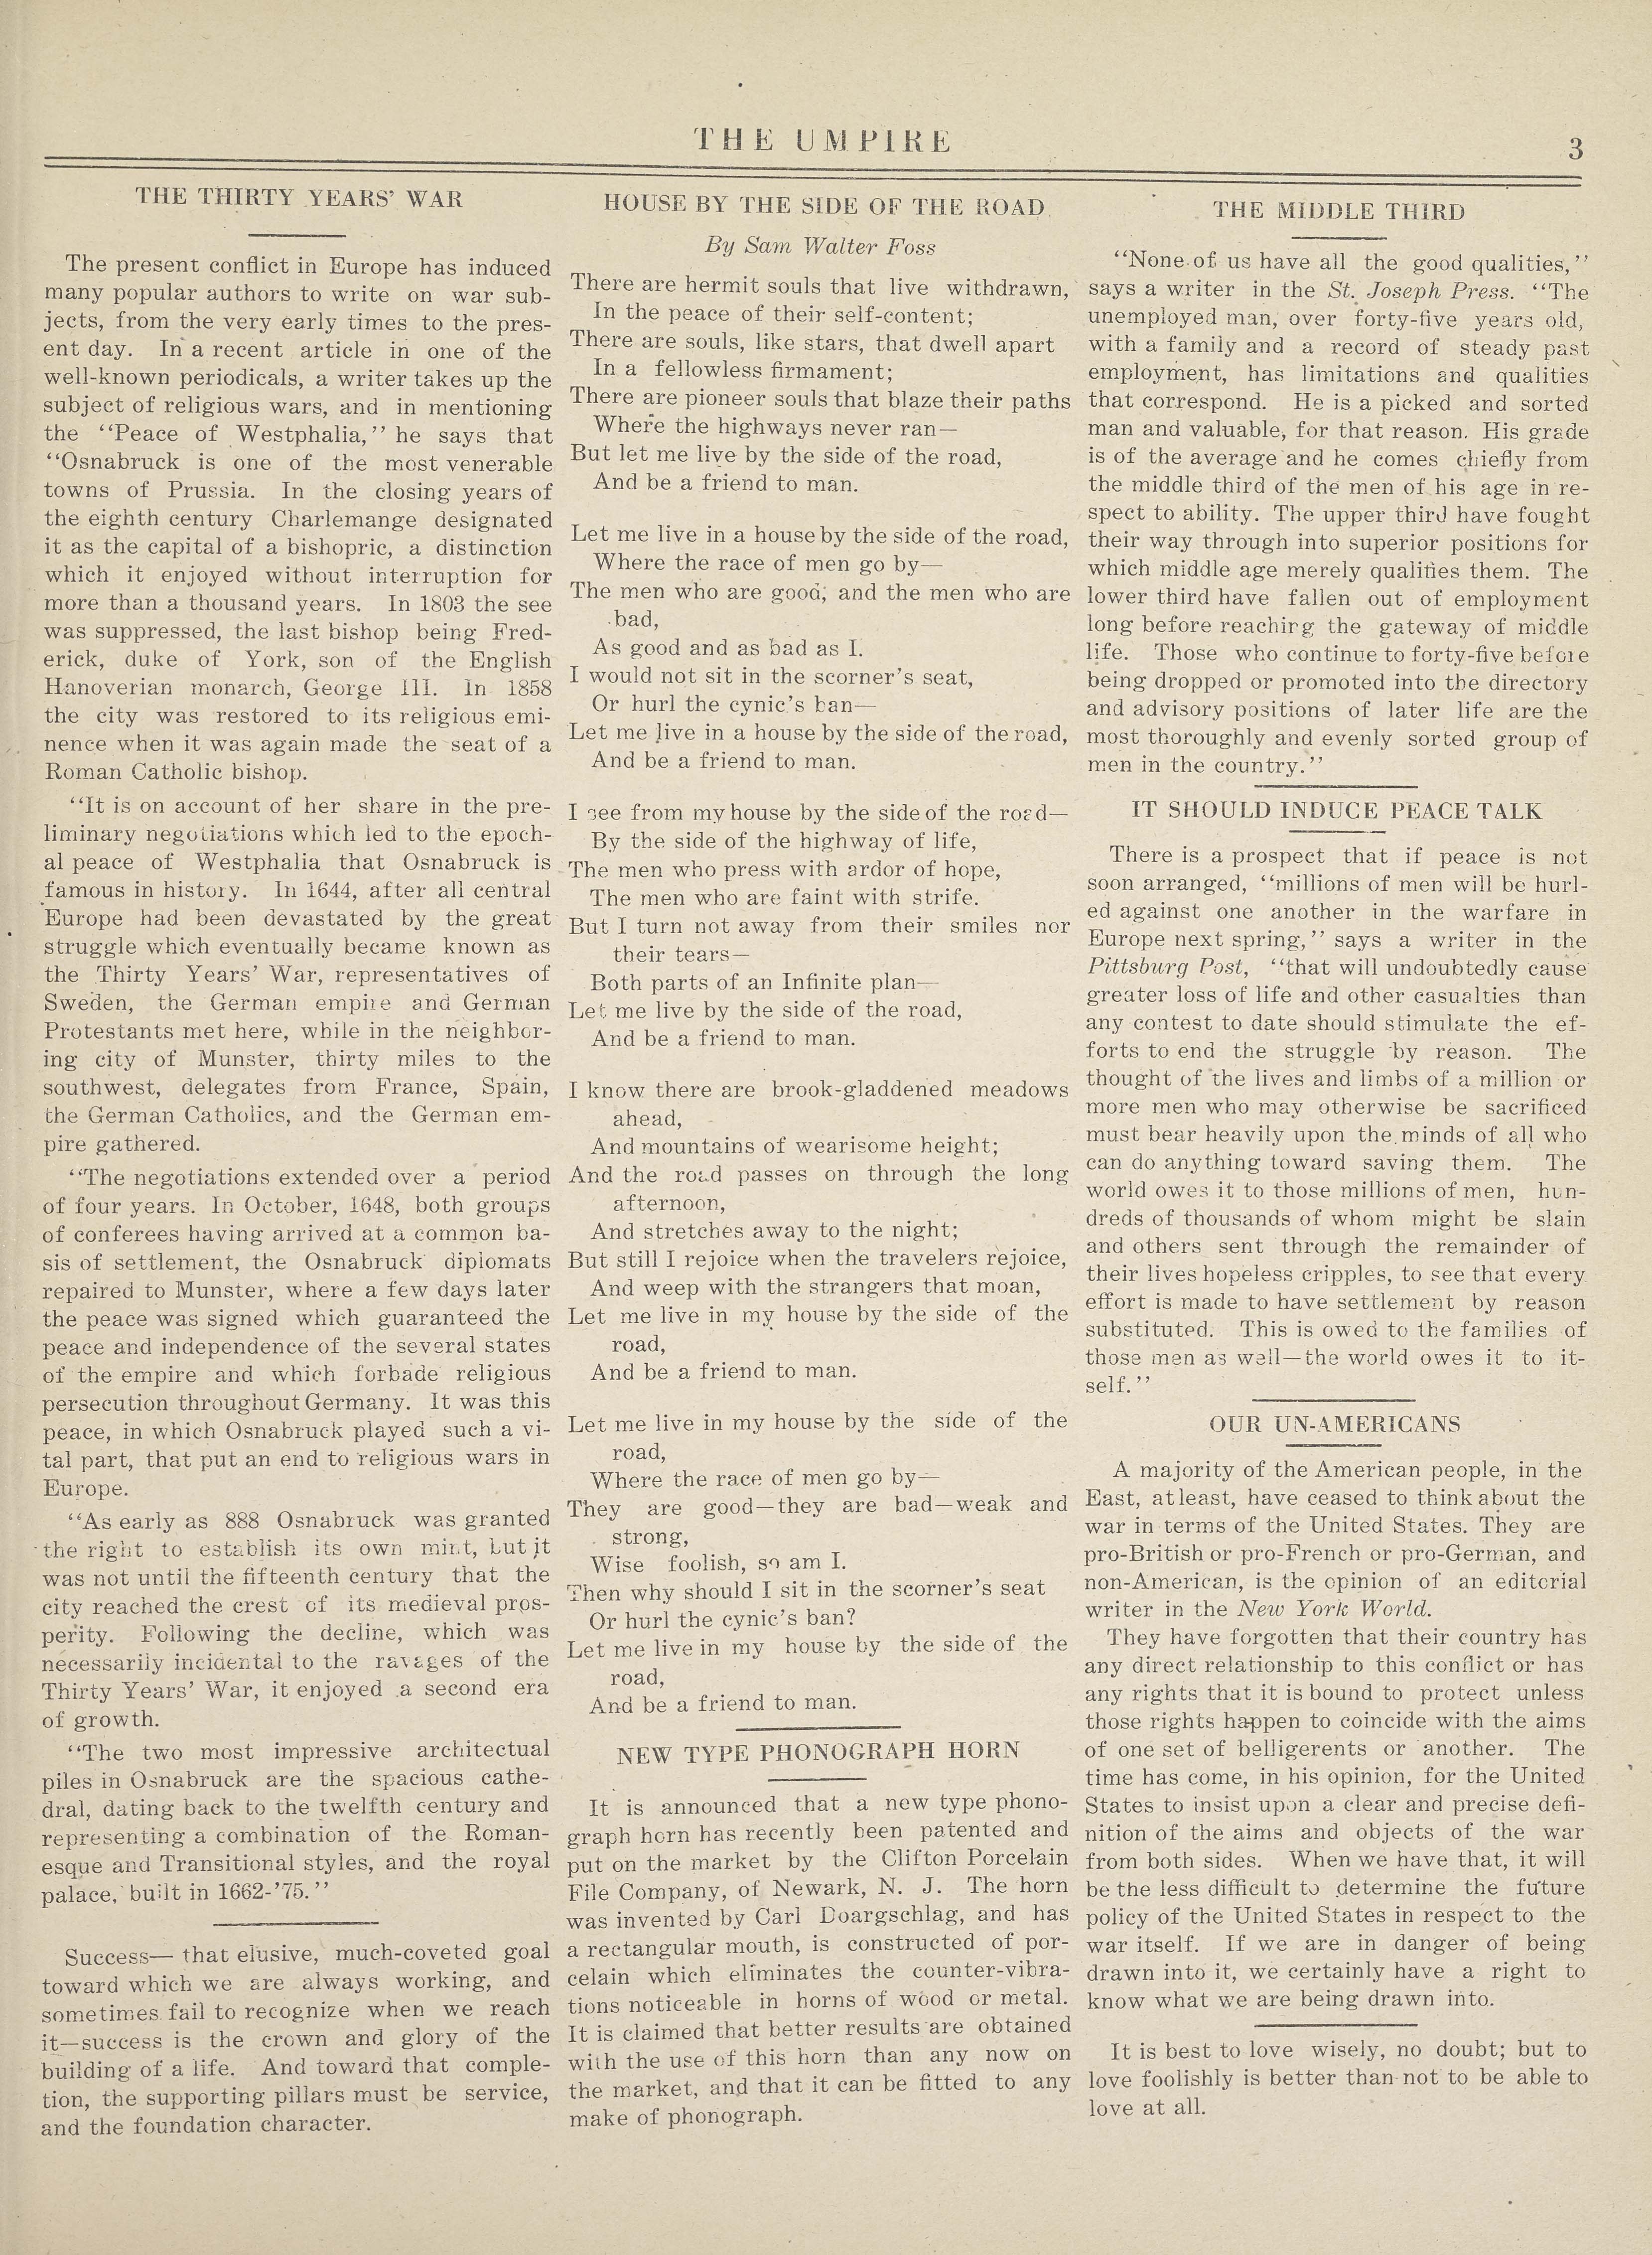 THE UMPIRE
3
THE THIRTY YEARS' WAR
The present conflict in Europe has induced
many popular authors to write on war sub-
jects, from the very early times to the pres-
ent day. In a recent article in one of the
well-known periodicals, a writer takes up the
subject of religious wars, and in mentioning
the "Peace of Westphalia," he says that
"Osnabruck is one of the most venerable
towns of Prussia. In the closing years of
the eighth century Charlemange designated
it as the capital of a bishopric, a distinction
which it enjoyed without interruption for
more than a thousand years. In 1803 the see
was suppressed, the last bishop being Fred-
erick, duke of York, son of the English
Hanoverian monarch, George III. In 1858
the city was restored to its religious emi-
nence when it was again made the seat of a
Roman Catholic bishop.
"It is on account of her share in the pre-
liminary negotiations which led to the epoch-
al peace of Westphalia that Osnabruck is
famous in history. In 1644, after all central
Europe had been devastated by the great
struggle which eventually became known as
the Thirty Years' War, representatives of
Sweden, the German empire and German
Protestants met here, while in the neighbor-
ing city of Munster, thirty miles to the
southwest, delegates from France, Spain,
the German Catholics, and the German em-
pire gathered.
"The negotiations extended over a period
of four years. In October, 1648, both groups
of conferees having arrived at a common ba-
sis of settlement, the Osnabruck diplomats
repaired to Munster, where a few days later
the peace was signed which guaranteed the
peace and independence of the several states
of the empire and which forbade religious
persecution throughout Germany. It was this
peace, in which Osnabruck played such a vi-
tal part, that put an end to religious wars in
Europe.
"As early as 888 Osnabruck was granted
the right to establish its own mint, but it
was not until the fifteenth century that the
city reached the crest of its medieval pros-
perity. Following the decline, which was
necessarily incidental to the ravages of the
Thirty Years' War, it enjoyed a second era
of growth.
"The two most impressive architectual
piles in Osnabruck are the spacious cathe-
dral, dating back to the twelfth century and
representing a combination of the Roman-
esque and Transitional styles, and the royal
palace, built in 1662-'75."
Success— that elusive, much-coveted goal
toward which we are always working, and
sometimes fail to recognize when we reach
it—success is the crown and glory of the
building of a life. And toward that comple-
tion, the supporting pillars must be service,
and the foundation character.
HOUSE BY THE SIDE OF THE ROAD
By Sam Walter Foss
There are hermit souls that live withdrawn,
In the peace of their self-content;
There are souls, like stars, that dwell apart
In a fellowless firmament;
There are pioneer souls that blaze their paths
Where the highways never ran—
But let me live by the side of the road,
And be a friend to man.
Let me live in a house by the side of the road,
Where the race of men go by—
The men who are good, and the men who are
bad,
As good and as bad as I.
I would not sit in the scorner's seat,
Or hurl the cynic's ban—
Let me live in a house by the side of the road,
And be a friend to man.
I see from my house by the side of the road—
By the side of the highway of life,
The men who press with ardor of hope,
The men who are faint with strife.
But I turn not away from their smiles nor
their tears—
Both parts of an Infinite plan—
Let me live by the side of the road,
And be a friend to man.
I know there are brook-gladdened meadows
ahead,
And mountains of wearisome height;
And the road passes on through the long
afternoon,
And stretches away to the night;
But still I rejoice when the travelers rejoice,
And weep with the strangers that moan,
Let me live in my house by the side of the
road,
And be a friend to man.
Let me live in my house by the side of the
road,
Where the race of men go by—
They are good—they are bad—weak and
strong,
Wise foolish, so am I.
Then why should I sit in the scorner's seat
Or hurl the cynic's ban?
Let me live in my house by the side of the
road,
And be a friend to man.
NEW TYPE PHONOGRAPH HORN
It is announced that a new type phono-
graph horn has recently been patented and
put on the market by the Clifton Porcelain
File Company, of Newark, N. J. The horn
was invented by Carl Doargschlag, and has
a rectangular mouth, is constructed of por-
celain which eliminates the counter-vibra-
tions noticeable in horns of wood or metal.
It is claimed that better results are obtained
with the use of this horn than any now on
the market, and that it can be fitted to any
make of phonograph.
THE MIDDLE THIRD
"None of us have all the good qualities,"
says a writer in the St. Joseph Press. "The
unemployed man, over forty-five years old,
with a family and a record of steady past
employment, has limitations and qualities
that correspond. He is a picked and sorted
man and valuable, for that reason. His grade
is of the average and he comes chiefly from
the middle third of the men of his age in re-
spect to ability. The upper third have fought
their way through into superior positions for
which middle age merely qualifies them. The
lower third have fallen out of employment
long before reaching the gateway of middle
life. Those who continue to forty-five before
being dropped or promoted into the directory
and advisory positions of later life are the
most thoroughly and evenly sorted group of
men in the country."
IT SHOULD INDUCE PEACE TALK
There is a prospect that if peace is not
soon arranged, "millions of men will be hurl-
ed against one another in the warfare in
Europe next spring," says a writer in the
Pittsburg Post, "that will undoubtedly cause
greater loss of life and other casualties than
any contest to date should stimulate the ef-
forts to end the struggle by reason. The
thought of the lives and limbs of a million or
more men who may otherwise be sacrificed
must bear heavily upon the minds of all who
can do anything toward saving them. The
world owes it to those millions of men, hun-
dreds of thousands of whom might be slain
and others sent through the remainder of
their lives hopeless cripples, to see that every
effort is made to have settlement by reason
substituted. This is owed to the families of
those men as well—the world owes it to it-
self."
OUR UN-AMERICANS
A majority of the American people, in the
East, atleast, have ceased to think about the
war in terms of the United States. They are
pro-British or pro-French or pro-German, and
non-American, is the opinion of an editorial
writer in the New York World.
They have forgotten that their country has
any direct relationship to this conflict or has
any rights that it is bound to protect unless
those rights happen to coincide with the aims
of one set of belligerents or another. The
time has come, in his opinion, for the United
States to insist upon a clear and precise defi-
nition of the aims and objects of the war
from both sides. When we have that, it will
be the less difficult to determine the future
policy of the United States in respect to the
war itself. If we are in danger of being
drawn into it, we certainly have a right to
know what we are being drawn into.
It is best to love wisely, no doubt; but to
love foolishly is better than not to be able to
love at all.